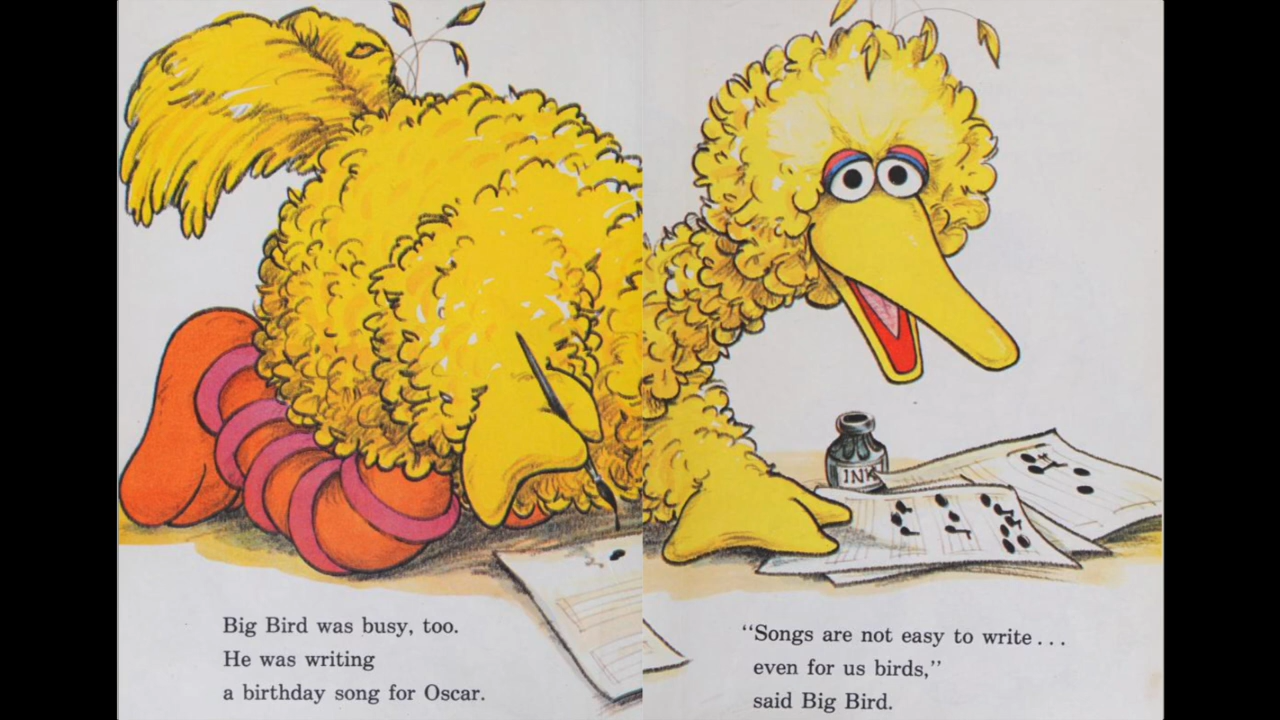 Big Bird was busy, too.
He was writing
a birthday song for Oscar.
INK
“Songs are not easy to write . . .
even for us birds,”
said Big Bird.